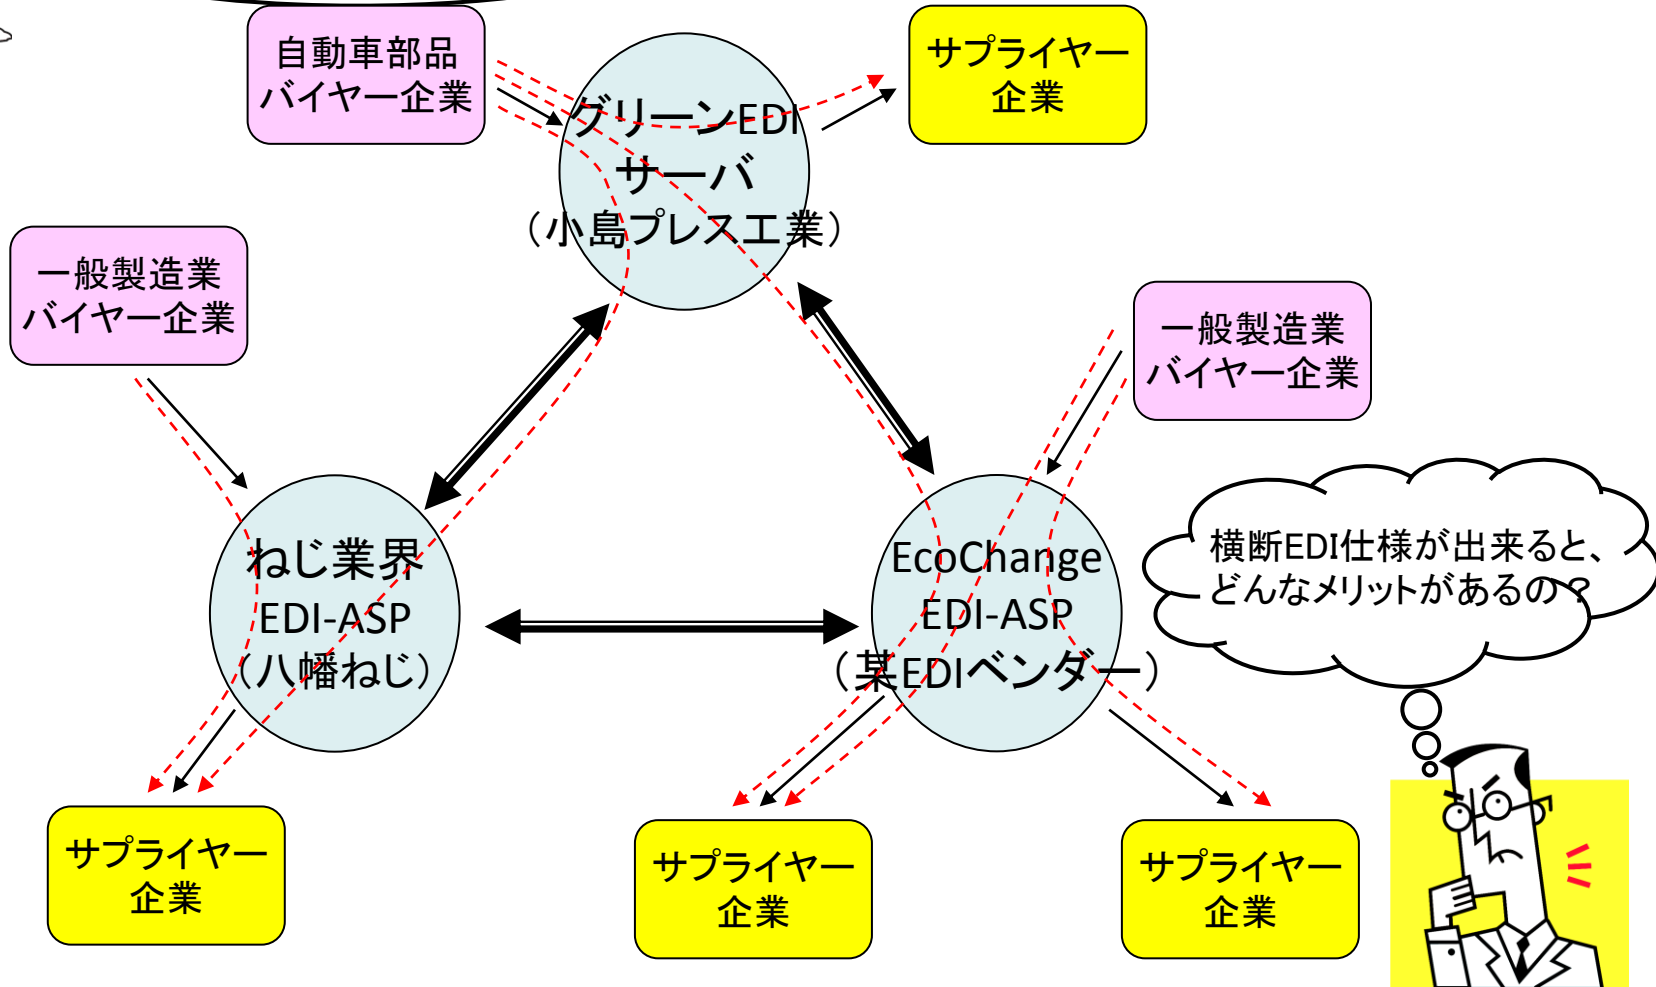 自動車部品
バイヤー企業
サプライヤー
企業
グリーンEDI
サーバ
（小島プレス工業）
一般製造業
バイヤー企業
一般製造業
バイヤー企業
横断EDI仕様が出来ると、
どんなメリットがあるの？
ねじ業界
EDI-ASP
（八幡ねじ）
EcoChange
EDI-ASP
（某EDIベンダー）
サプライヤー
企業
サプライヤー
企業
サプライヤー
企業